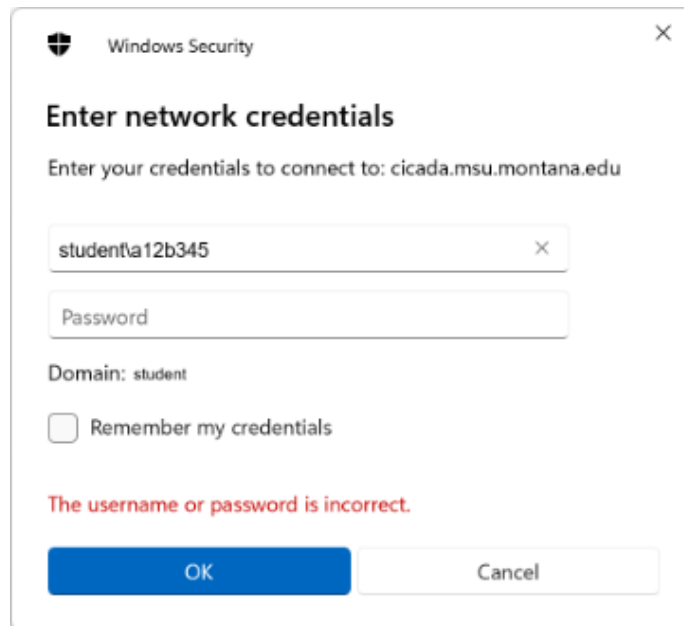 Windows Security
Enter network credentials
Enter your credentials to connect to: cicada.msu.montana.edu
student\a12b345
Password
Domain: student
Remember my credentials
The username or password is incorrect.
OK
Cancel